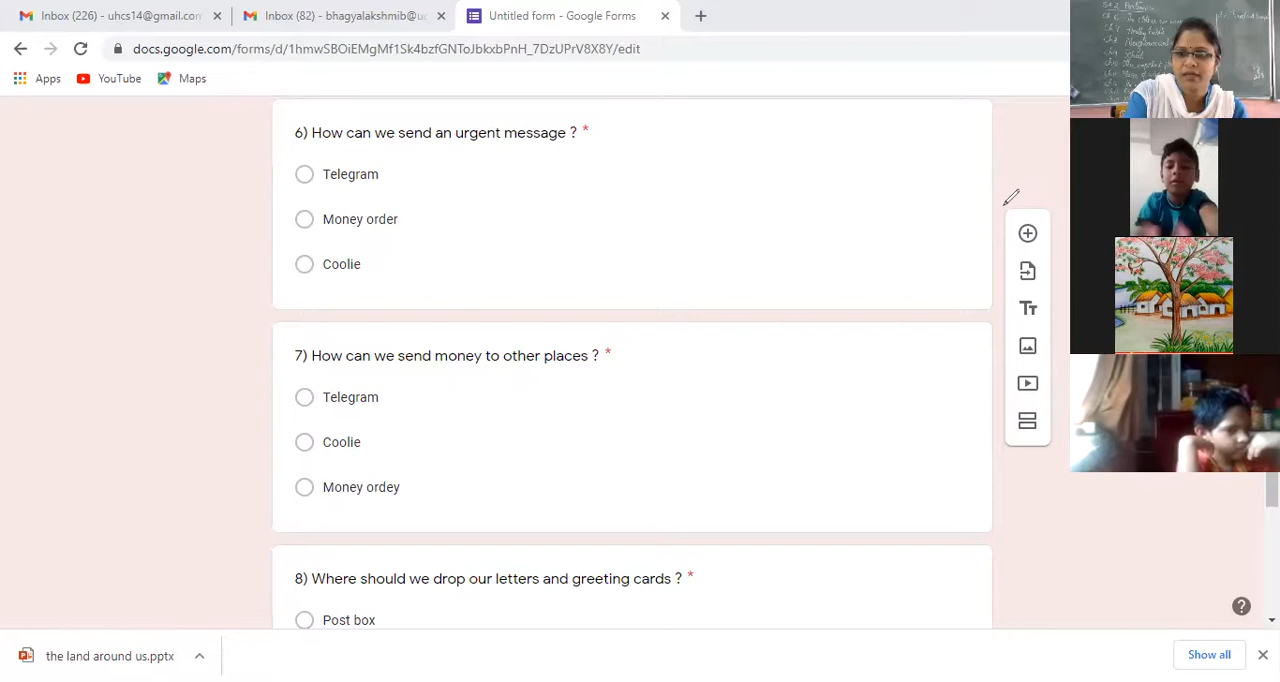 Inbox (226) - uhcs14@gmail.com
Inbox (82) - bhagyalakshmib@uc
Untitled form - Google Forms
docs.google.com/forms/d/1hmwSBOiEMgMf1Sk4bzfGNToJbkxbPnH_7DzUPrV8X8Y/edit
Apps YouTube Maps
6) How can we send an urgent message ? *
Telegram
Money order
Coolie
7) How can we send money to other places ? *
Telegram
Coolie
Money ordey
8) Where should we drop our letters and greeting cards ? *
Post box
the land around us.pptx
Show all